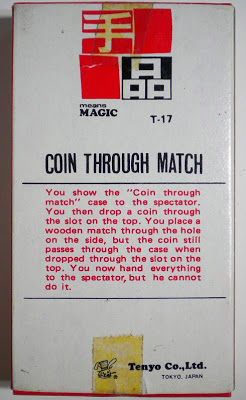 手品
means
MAGIC
T-17
COIN THROUGH MATCH
You show the "Coin through
match" case to the spectator.
You then drop a coin through
the slot on the top. You place a
wooden match through the hole
on the side, but the coin still
passes through the case when
dropped through the slot on the
top. You now hand everything
to the spectator, but he cannot
do it.
Tenyo Co., Ltd.
TOKYO, JAPAN